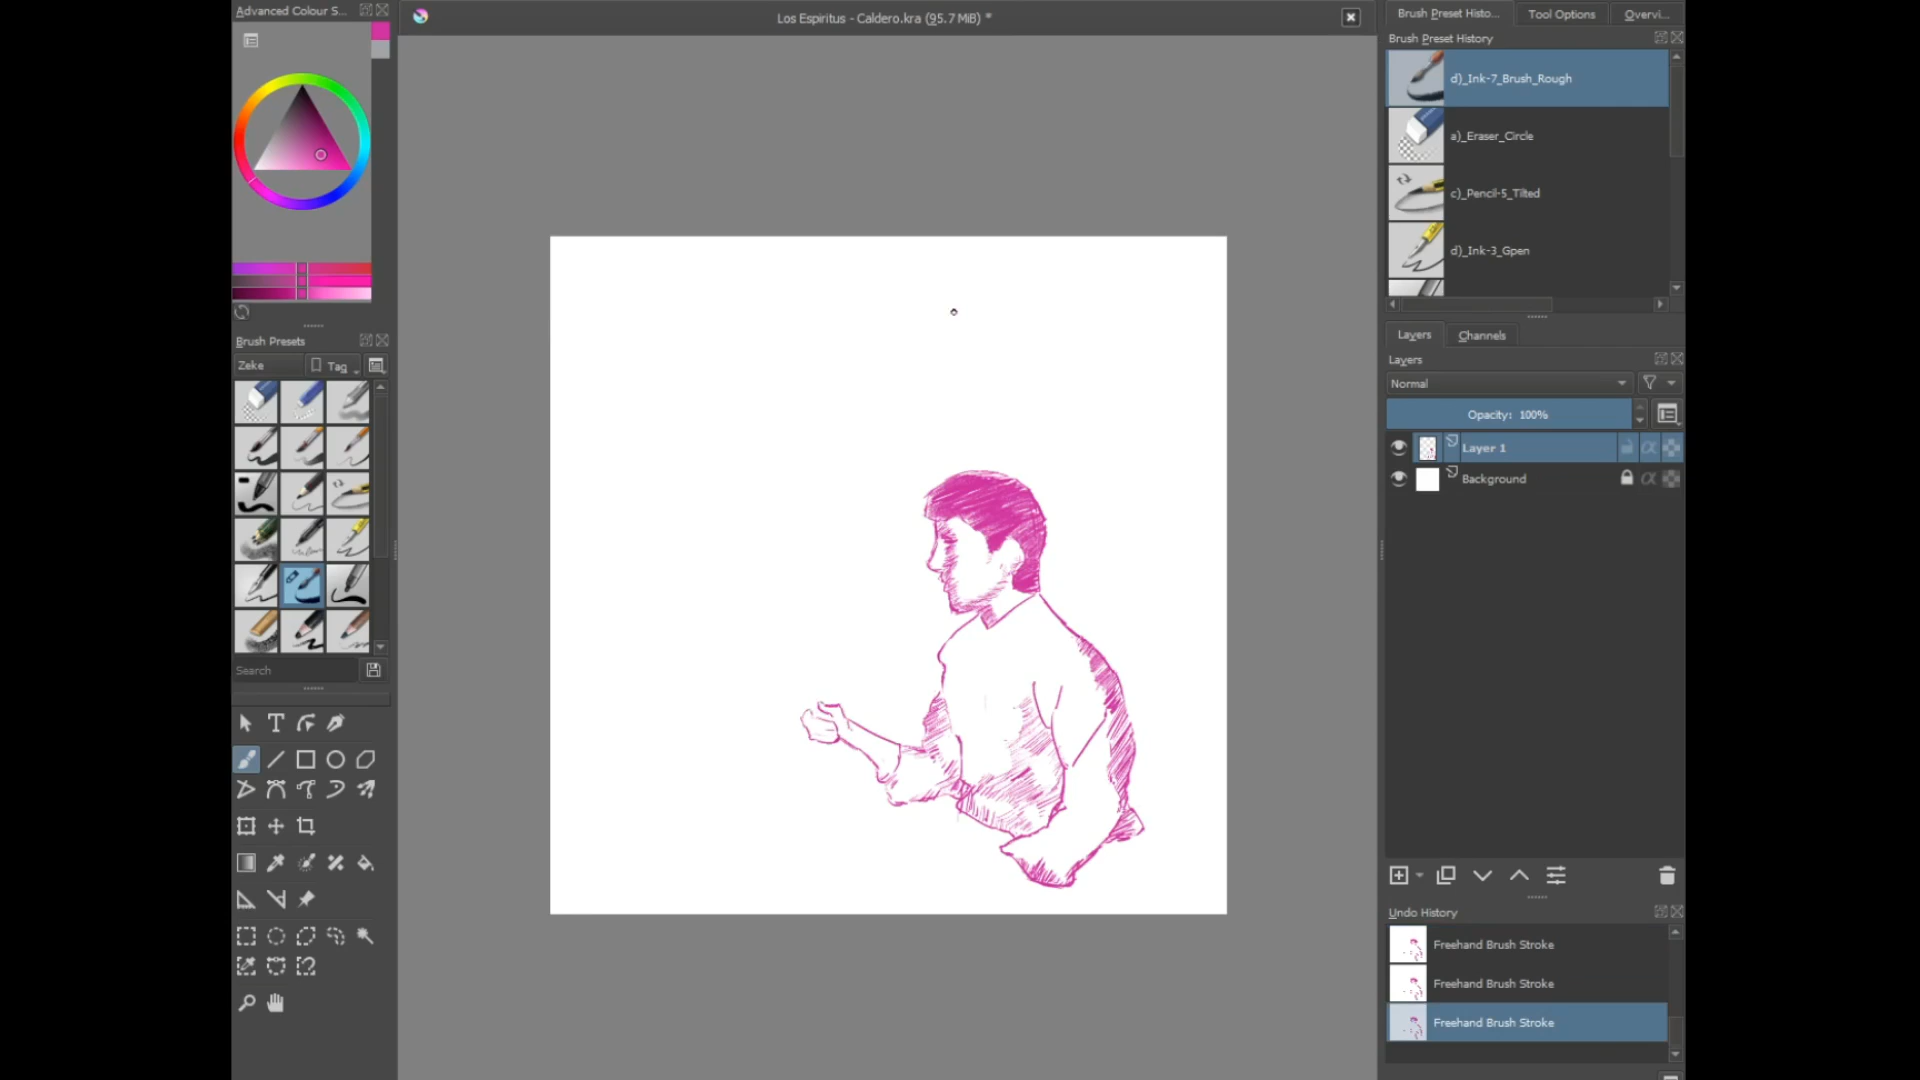 Advanced Colour S...
Los Espiritus - Caldero.kra (95.7 MiB) *
Brush Preset Histo...
Tool Options
Overvi...
Brush Preset History
d)_Ink-7_Brush_Rough
a)_Eraser_Circle
c)_Pencil-5_Tilted
d)_Ink-3_Gpen
Brush Presets
Zeke
Tag
Layers
Channels
Layers
Normal
Opacity: 100%
Layer 1
Background
Search
Undo History
Freehand Brush Stroke
Freehand Brush Stroke
Freehand Brush Stroke